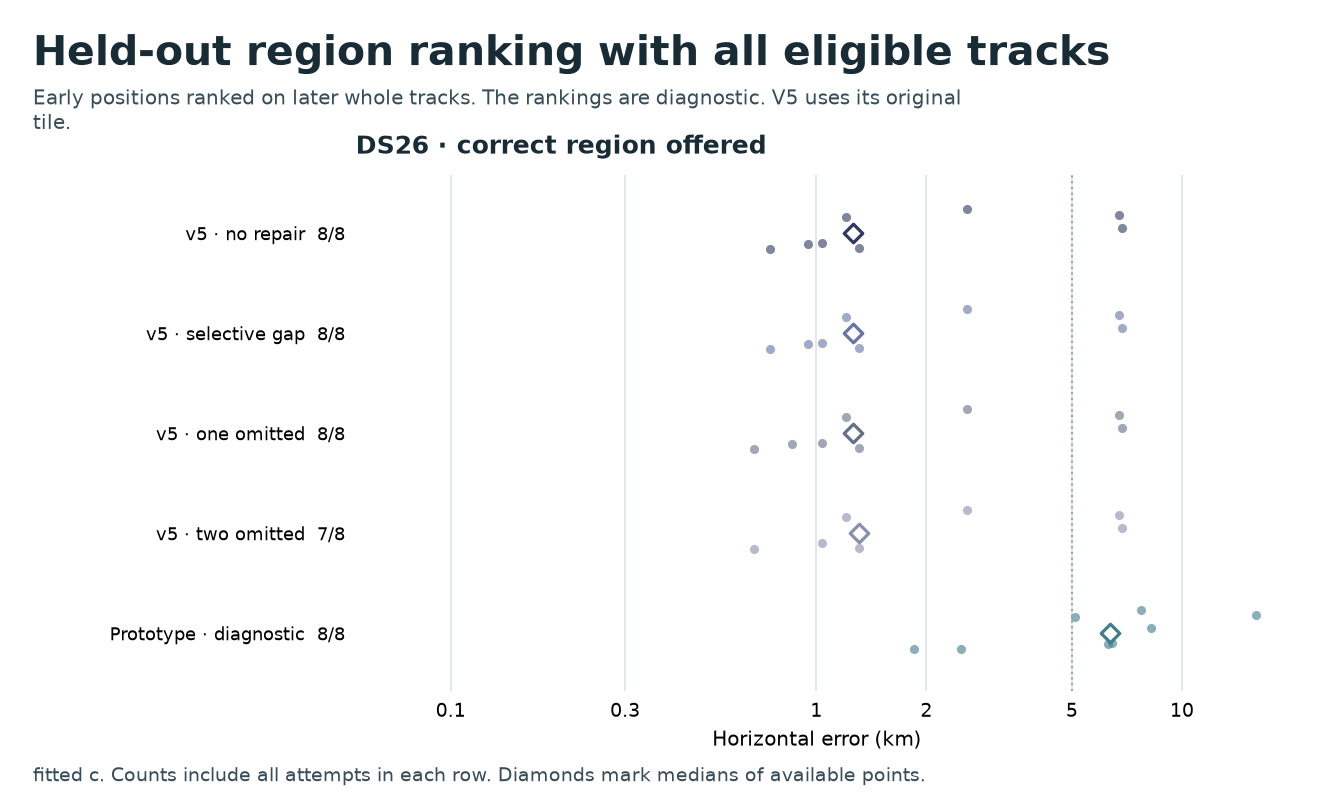 Held-out region ranking with all eligible tracks
Early positions ranked on later whole tracks. The rankings are diagnostic. V5 uses its original
tile.
DS26 · correct region offered
v5 · no repair 8/8
v5 · selective gap 8/8
v5 · one omitted 8/8
v5 · two omitted 7/8
Prototype · diagnostic 8/8
0.1 0.3 1 2 5 10
Horizontal error (km)
fitted c. Counts include all attempts in each row. Diamonds mark medians of available points.